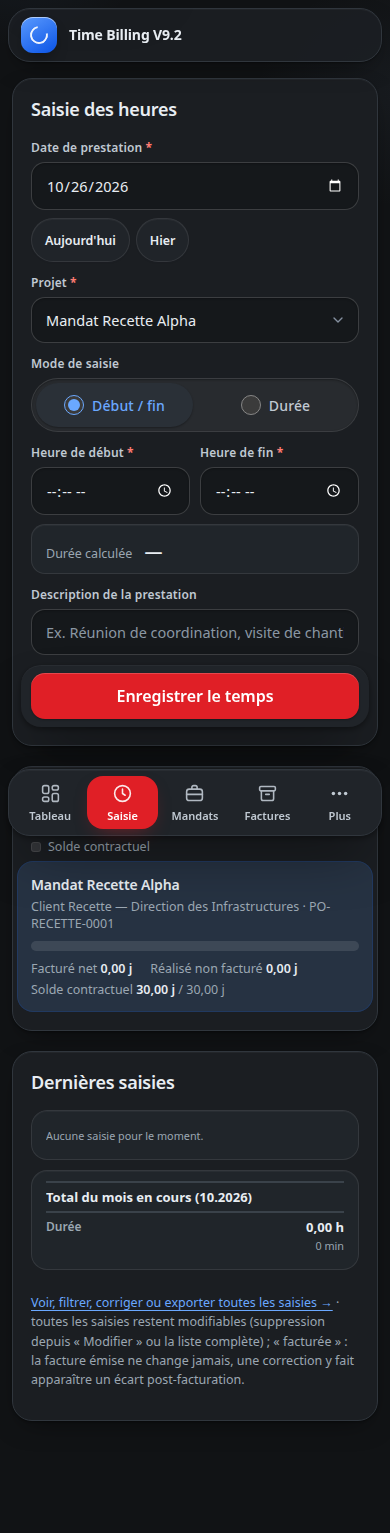 Time Billing V9.2
Saisie des heures
Date de prestation *
10/26/2026
Aujourd'hui Hier
Projet *
Mandat Recette Alpha
Mode de saisie
Début / fin Durée
Heure de début * Heure de fin *
--:-- -- --:-- --
Durée calculée —
Description de la prestation
Ex. Réunion de coordination, visite de chant
Enregistrer le temps
Tableau Saisie Mandats Factures Plus
Solde contractuel
Mandat Recette Alpha
Client Recette — Direction des Infrastructures · PO-
RECETTE-0001
Facturé net 0,00 j Réalisé non facturé 0,00 j
Solde contractuel 30,00 j / 30,00 j
Dernières saisies
Aucune saisie pour le moment.
Total du mois en cours (10.2026)
Durée 0,00 h
0 min
Voir, filtrer, corriger ou exporter toutes les saisies → ·
toutes les saisies restent modifiables (suppression
depuis « Modifier » ou la liste complète) ; « facturée » :
la facture émise ne change jamais, une correction y fait
apparaître un écart post-facturation.